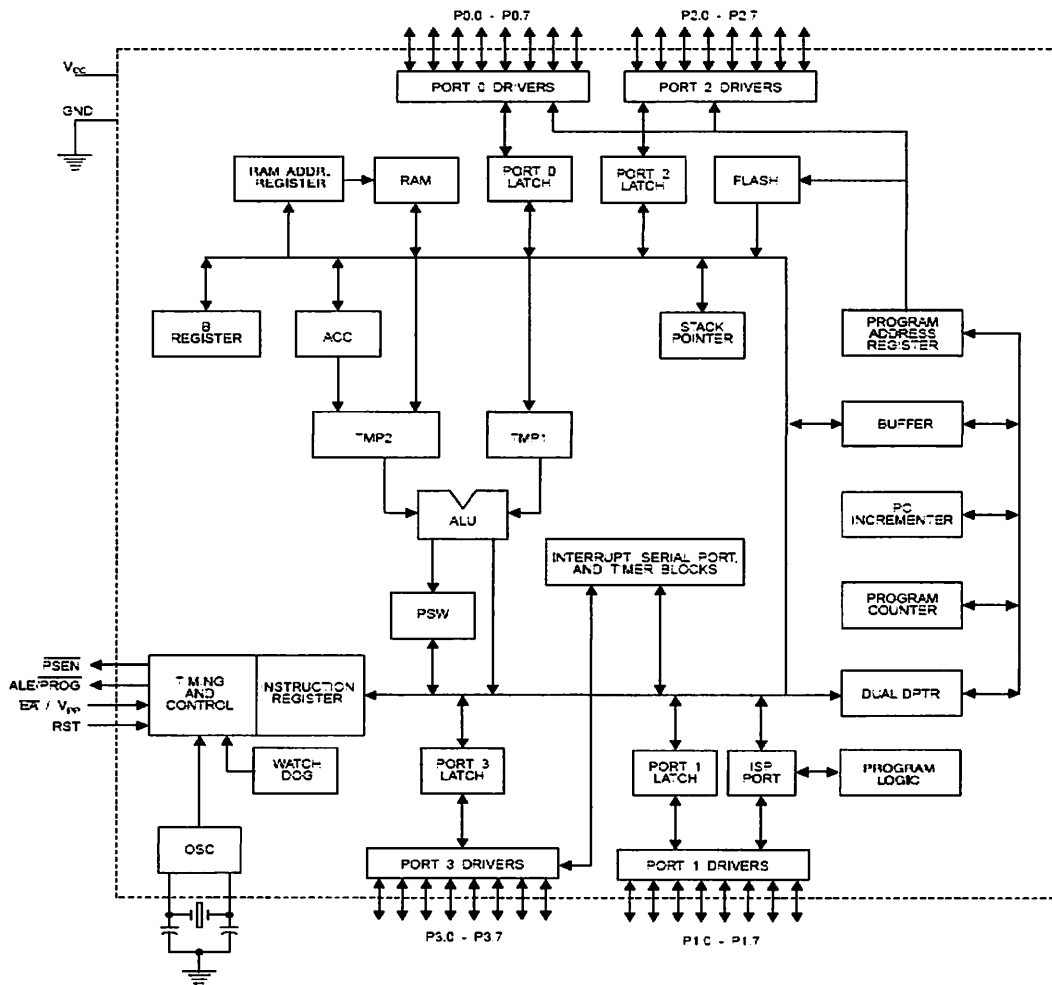 P0.0 - P0.7
P2.0 - P2.7
VCC
PORT 0 DRIVERS
PORT 2 DRIVERS
GND
RAM ADDR.
REGISTER
RAM
PORT 0
LATCH
PORT 2
LATCH
FLASH
B
REGISTER
ACC
STACK
POINTER
PROGRAM
ADDRESS
REGISTER
TMP2
TMP1
BUFFER
ALU
PC
INCREMENTER
INTERRUPT, SERIAL PORT,
AND TIMER BLOCKS
PSW
PROGRAM
COUNTER
PSEN
ALE/PROG
EA / VPP
RST
TIMING
AND
CONTROL
INSTRUCTION
REGISTER
DUAL DPTR
WATCH
DOG
PORT 3
LATCH
PORT 1
LATCH
ISP
PORT
PROGRAM
LOGIC
OSC
PORT 3 DRIVERS
PORT 1 DRIVERS
P3.0 - P3.7
P1.0 - P1.7